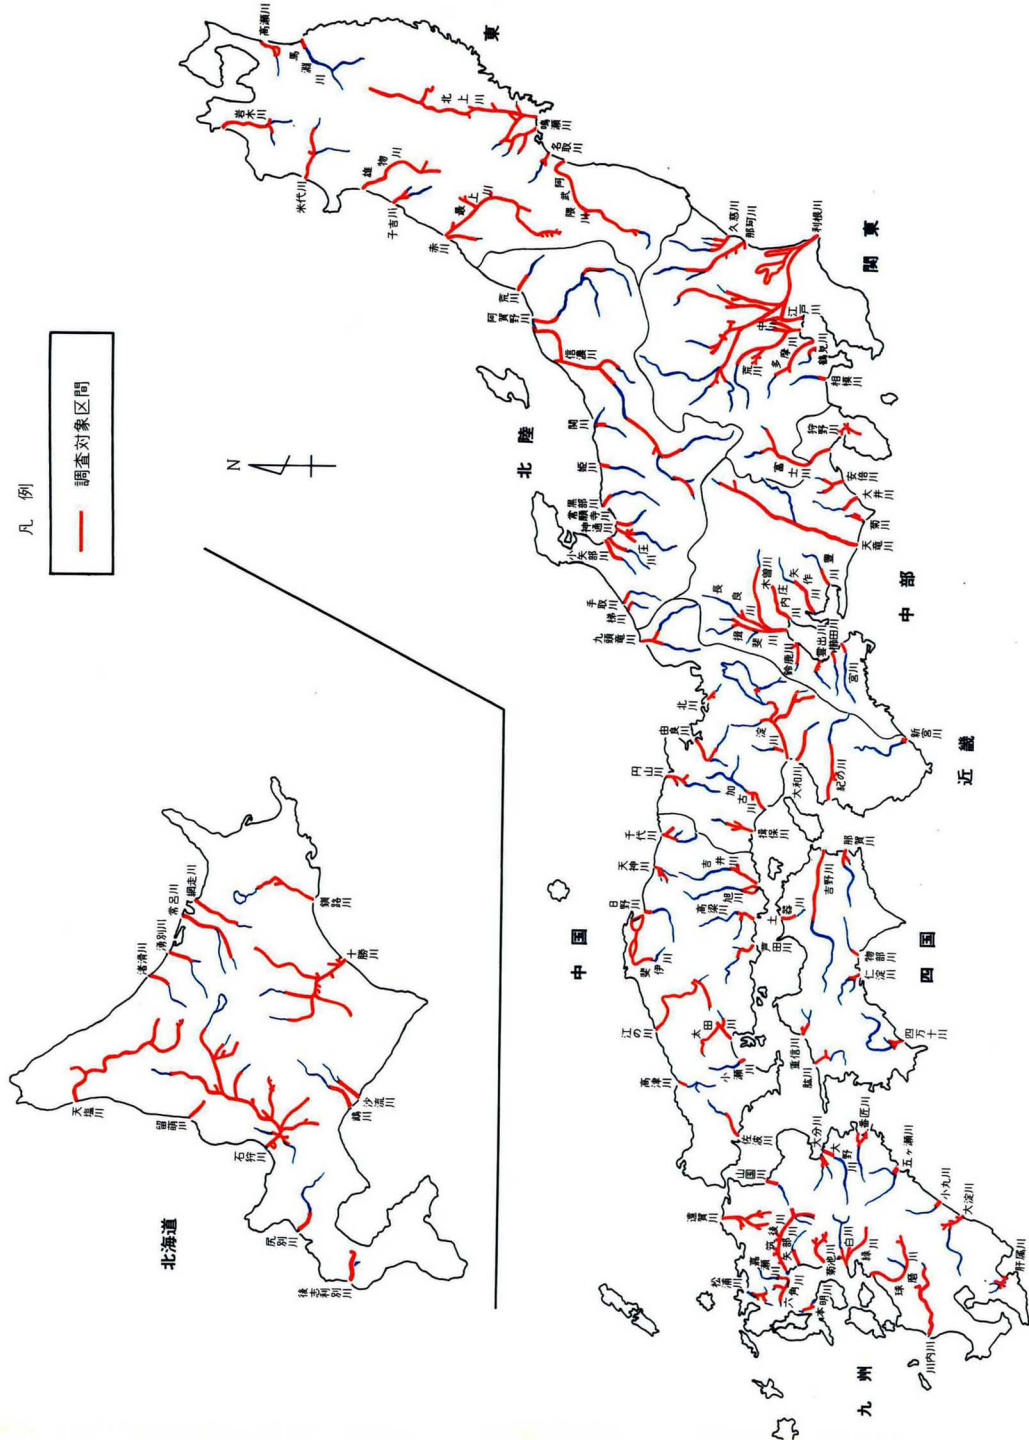 凡 例
調査対象区間
N
北海道
天塩川
留萌川
石狩川
尻別川
後志利別川
鵡川
沙流川
十勝川
釧路川
網走川
常呂川
湧別川
渚滑川
東
高瀬川
馬淵川
北上川
鳴瀬川
名取川
阿武隈川
岩木川
米代川
雄物川
子吉川
最上川
赤川
関東
久慈川
那珂川
利根川
江戸川
中川
荒川
多摩川
鶴見川
相模川
北陸
荒川
阿賀野川
信濃川
関川
姫川
黒部川
常願寺川
神通川
庄川
小矢部川
手取川
梯川
中部
狩野川
富士川
安倍川
大井川
菊川
天竜川
豊川
矢作川
庄内川
木曽川
長良川
揖斐川
鈴鹿川
雲出川
櫛田川
宮川
近畿
九頭竜川
北川
由良川
淀川
大和川
円山川
加古川
揖保川
紀の川
新宮川
中国
千代川
天神川
日野川
斐伊川
江の川
高津川
吉井川
旭川
高梁川
芦田川
太田川
小瀬川
佐波川
四国
吉野川
那賀川
土器川
重信川
肱川
物部川
仁淀川
四万十川
九州
遠賀川
山国川
筑後川
矢部川
松浦川
六角川
嘉瀬川
本明川
菊池川
白川
緑川
球磨川
川内川
大分川
大野川
番匠川
五ヶ瀬川
小丸川
大淀川
肝属川